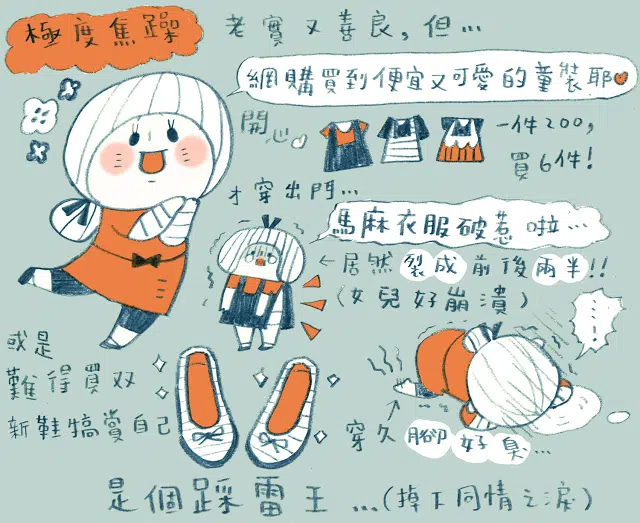 極度焦躁
老實又善良,但...
網購買到便宜又可愛的童裝耶
開心。
一件200,
買6件!
才穿出門...
馬麻衣服破惹啦...
←居然裂成前後兩半!!
(女兒好崩潰)
......!
或是
難得買双
新鞋犒賞自己
穿久
腳好臭...
是個踩雷王...(掉下同情之淚)